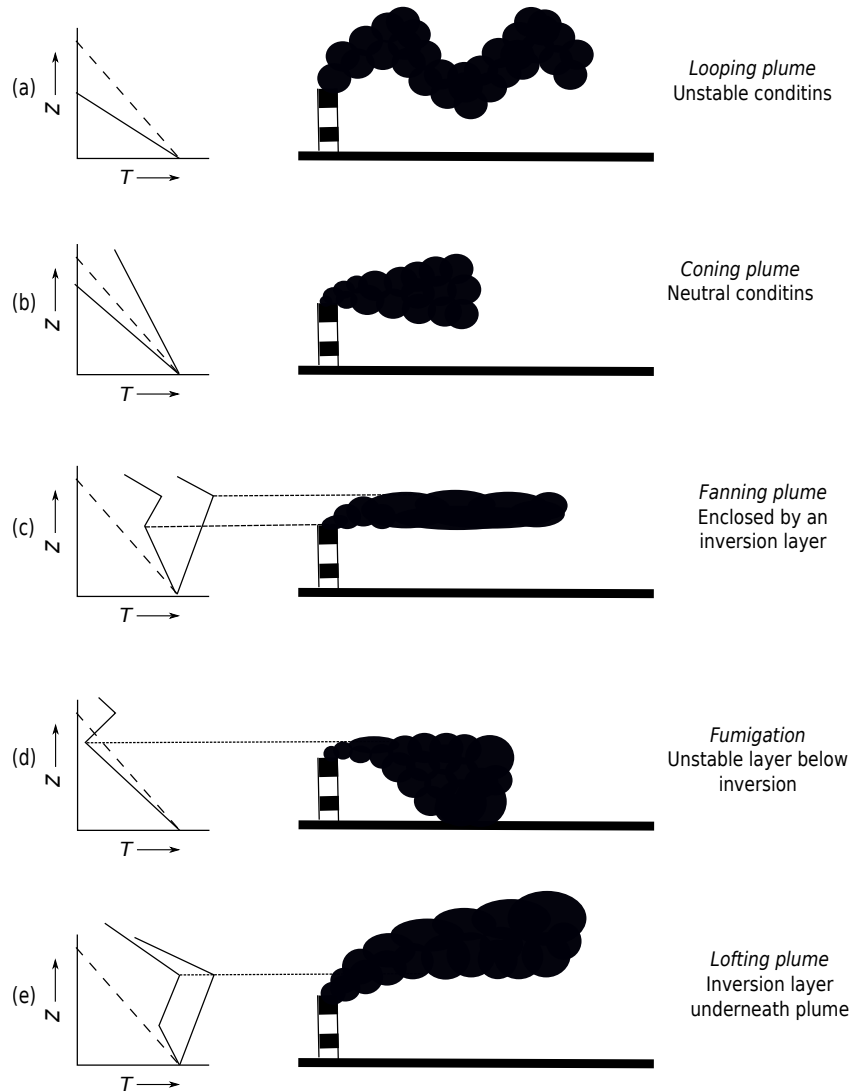 (a)
Z
T
Looping plume
Unstable conditins
(b)
Z
T
Coning plume
Neutral conditins
(c)
Z
T
Fanning plume
Enclosed by an
inversion layer
(d)
Z
T
Fumigation
Unstable layer below
inversion
(e)
Z
T
Lofting plume
Inversion layer
underneath plume